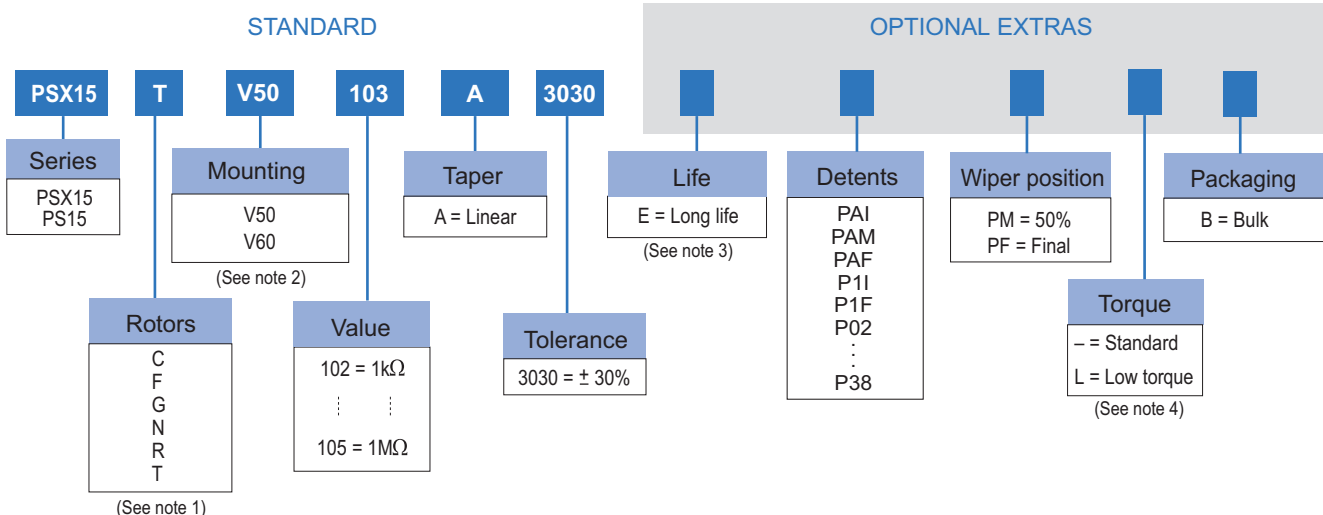 STANDARD
OPTIONAL EXTRAS
PSX15 T V50 103 A 3030
Series
PSX15
PS15
Mounting
V50
V60
(See note 2)
Taper
A = Linear
Life
E = Long life
(See note 3)
Detents
PAI
PAM
PAF
P1I
P1F
P02
:
:
P38
Wiper position
PM = 50%
PF = Final
Packaging
B = Bulk
Rotors
C
F
G
N
R
T
(See note 1)
Value
102 = 1kΩ
105 = 1MΩ
Tolerance
3030 = ± 30%
Torque
– = Standard
L = Low torque
(See note 4)